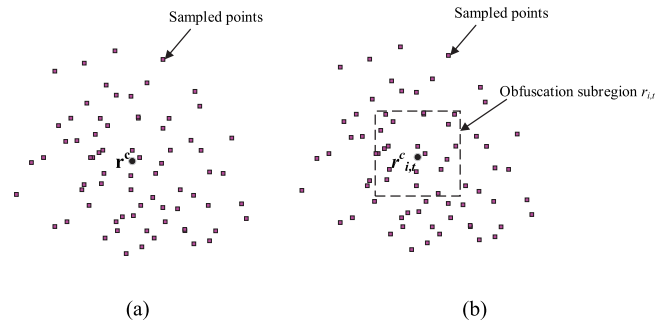 Sampled points
Sampled points
Obfuscation subregion r_{i,t}
r^c
r^c_{i,t}
(a)
(b)